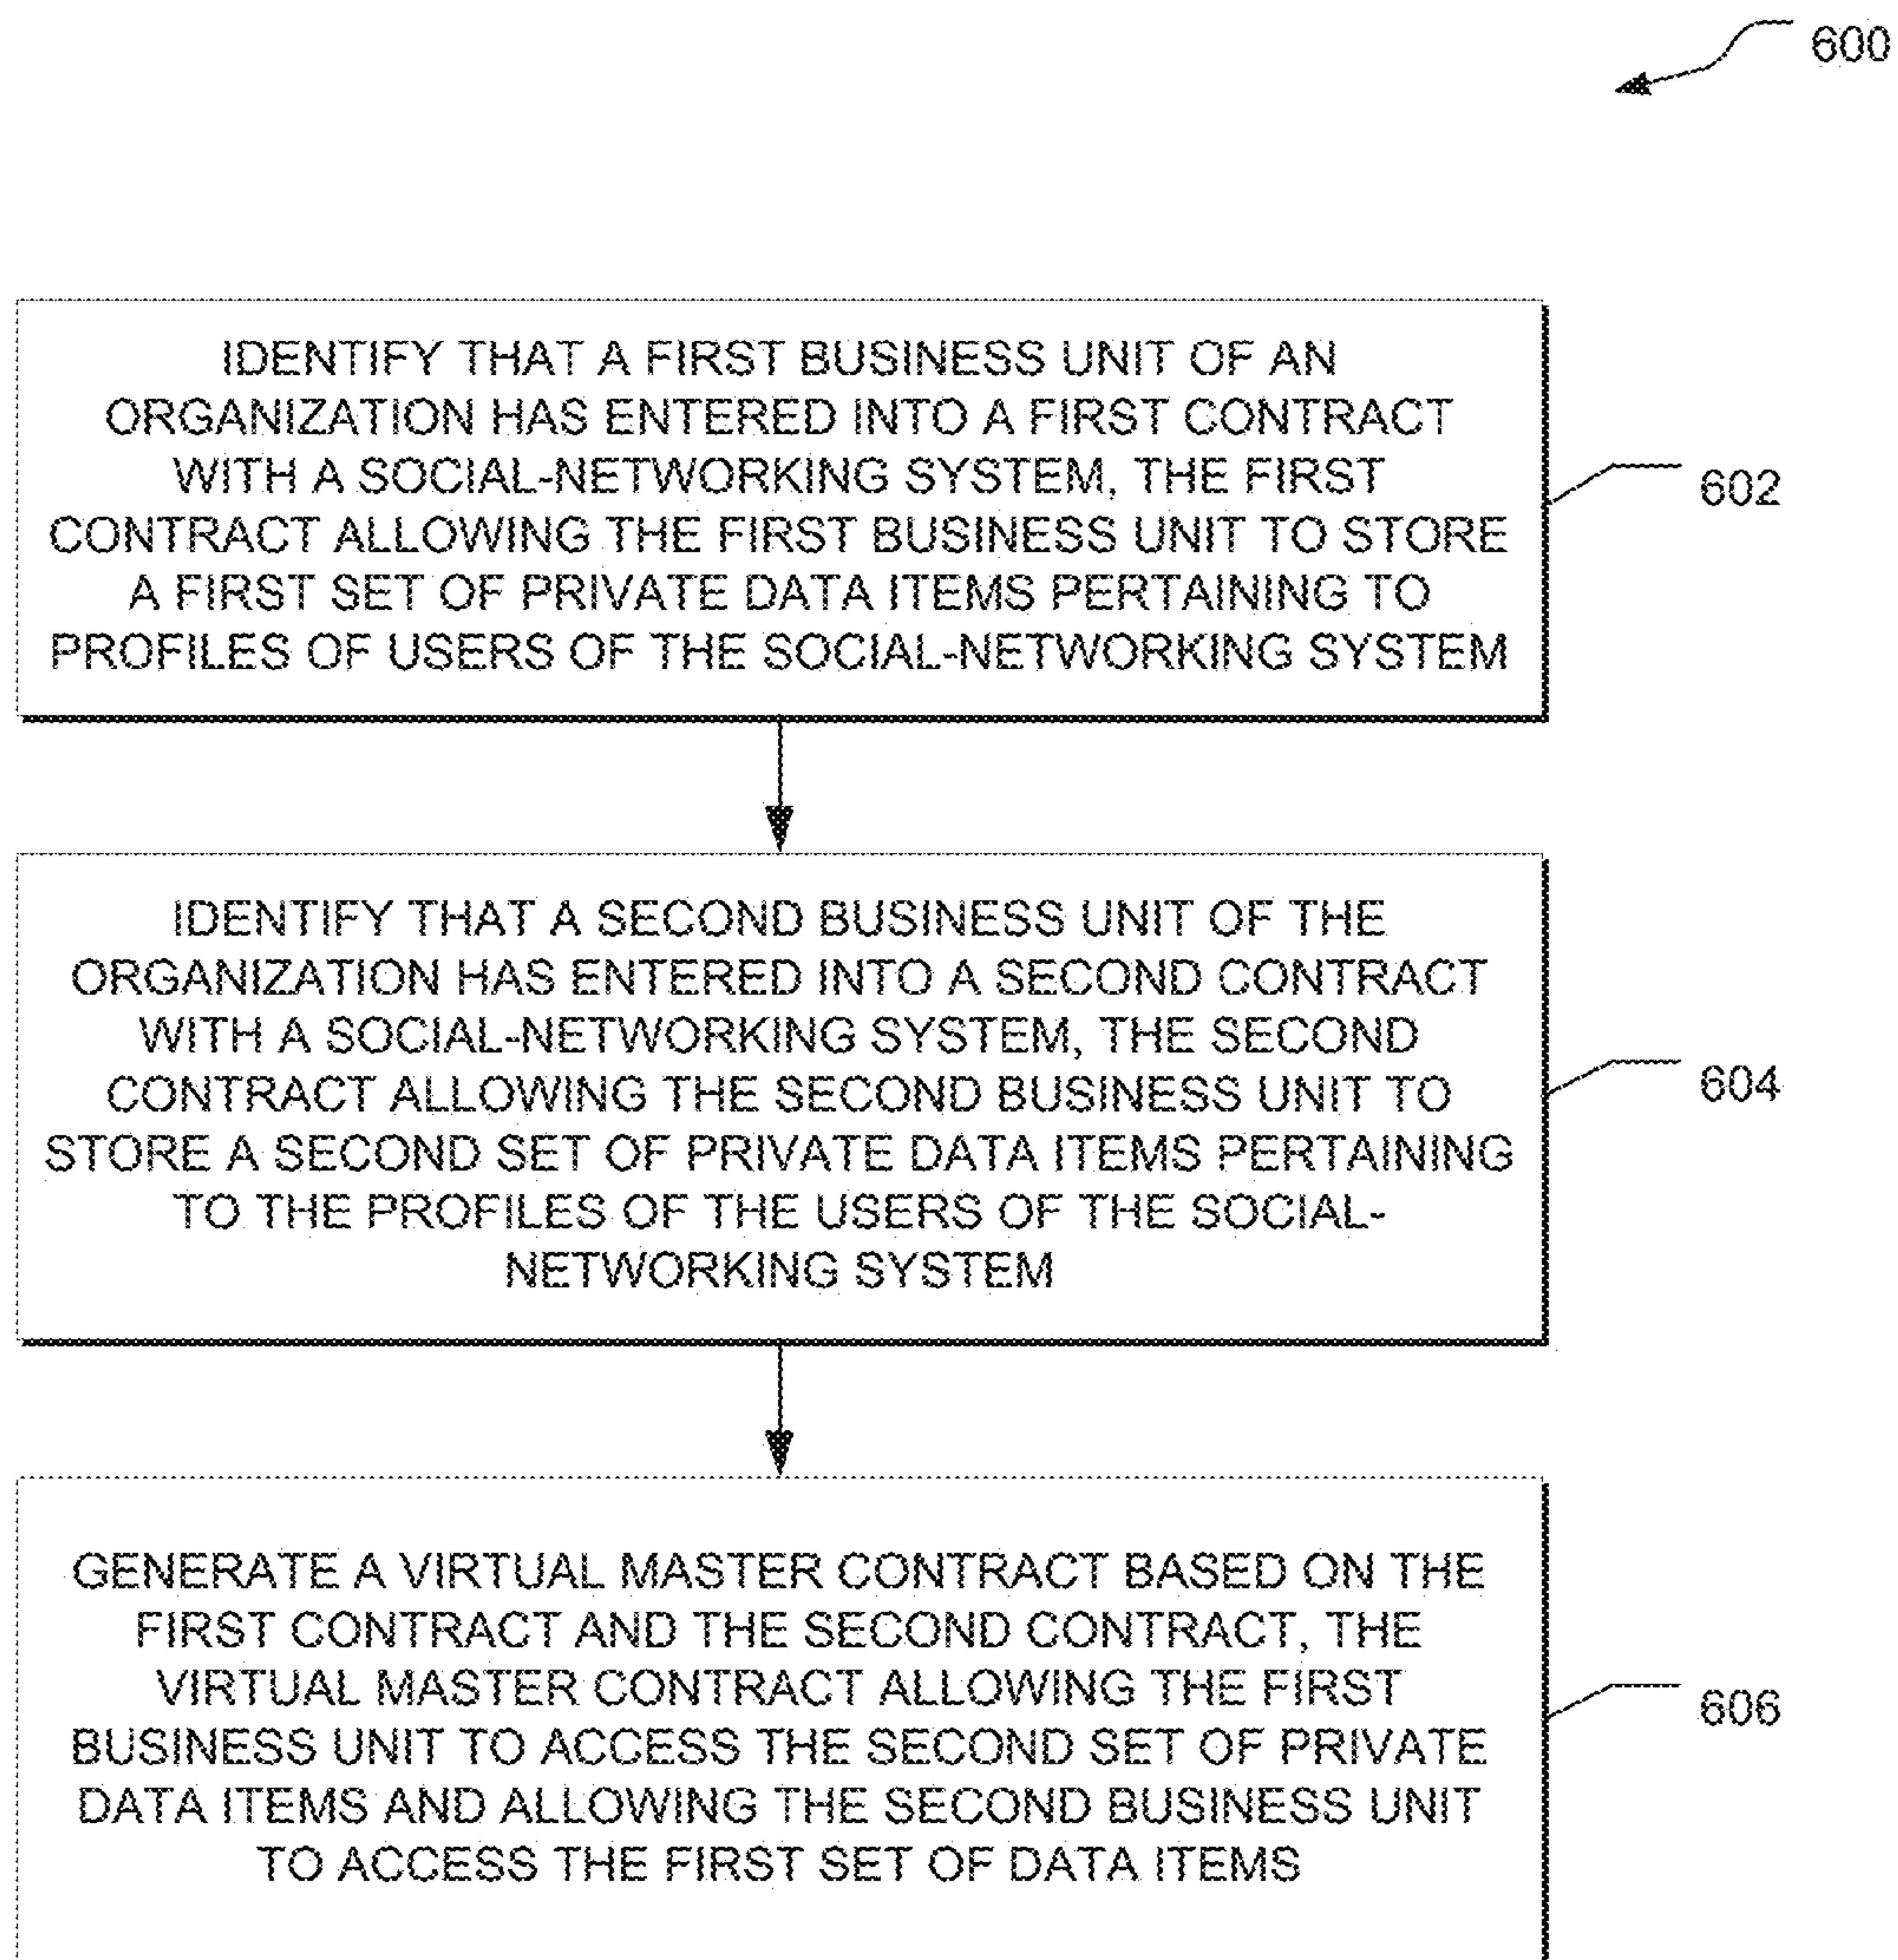 600
IDENTIFY THAT A FIRST BUSINESS UNIT OF AN
ORGANIZATION HAS ENTERED INTO A FIRST CONTRACT
WITH A SOCIAL-NETWORKING SYSTEM, THE FIRST
CONTRACT ALLOWING THE FIRST BUSINESS UNIT TO STORE
A FIRST SET OF PRIVATE DATA ITEMS PERTAINING TO
PROFILES OF USERS OF THE SOCIAL-NETWORKING SYSTEM
602
IDENTIFY THAT A SECOND BUSINESS UNIT OF THE
ORGANIZATION HAS ENTERED INTO A SECOND CONTRACT
WITH A SOCIAL-NETWORKING SYSTEM, THE SECOND
CONTRACT ALLOWING THE SECOND BUSINESS UNIT TO
STORE A SECOND SET OF PRIVATE DATA ITEMS PERTAINING
TO THE PROFILES OF THE USERS OF THE SOCIAL-
NETWORKING SYSTEM
604
GENERATE A VIRTUAL MASTER CONTRACT BASED ON THE
FIRST CONTRACT AND THE SECOND CONTRACT, THE
VIRTUAL MASTER CONTRACT ALLOWING THE FIRST
BUSINESS UNIT TO ACCESS THE SECOND SET OF PRIVATE
DATA ITEMS AND ALLOWING THE SECOND BUSINESS UNIT
TO ACCESS THE FIRST SET OF DATA ITEMS
606